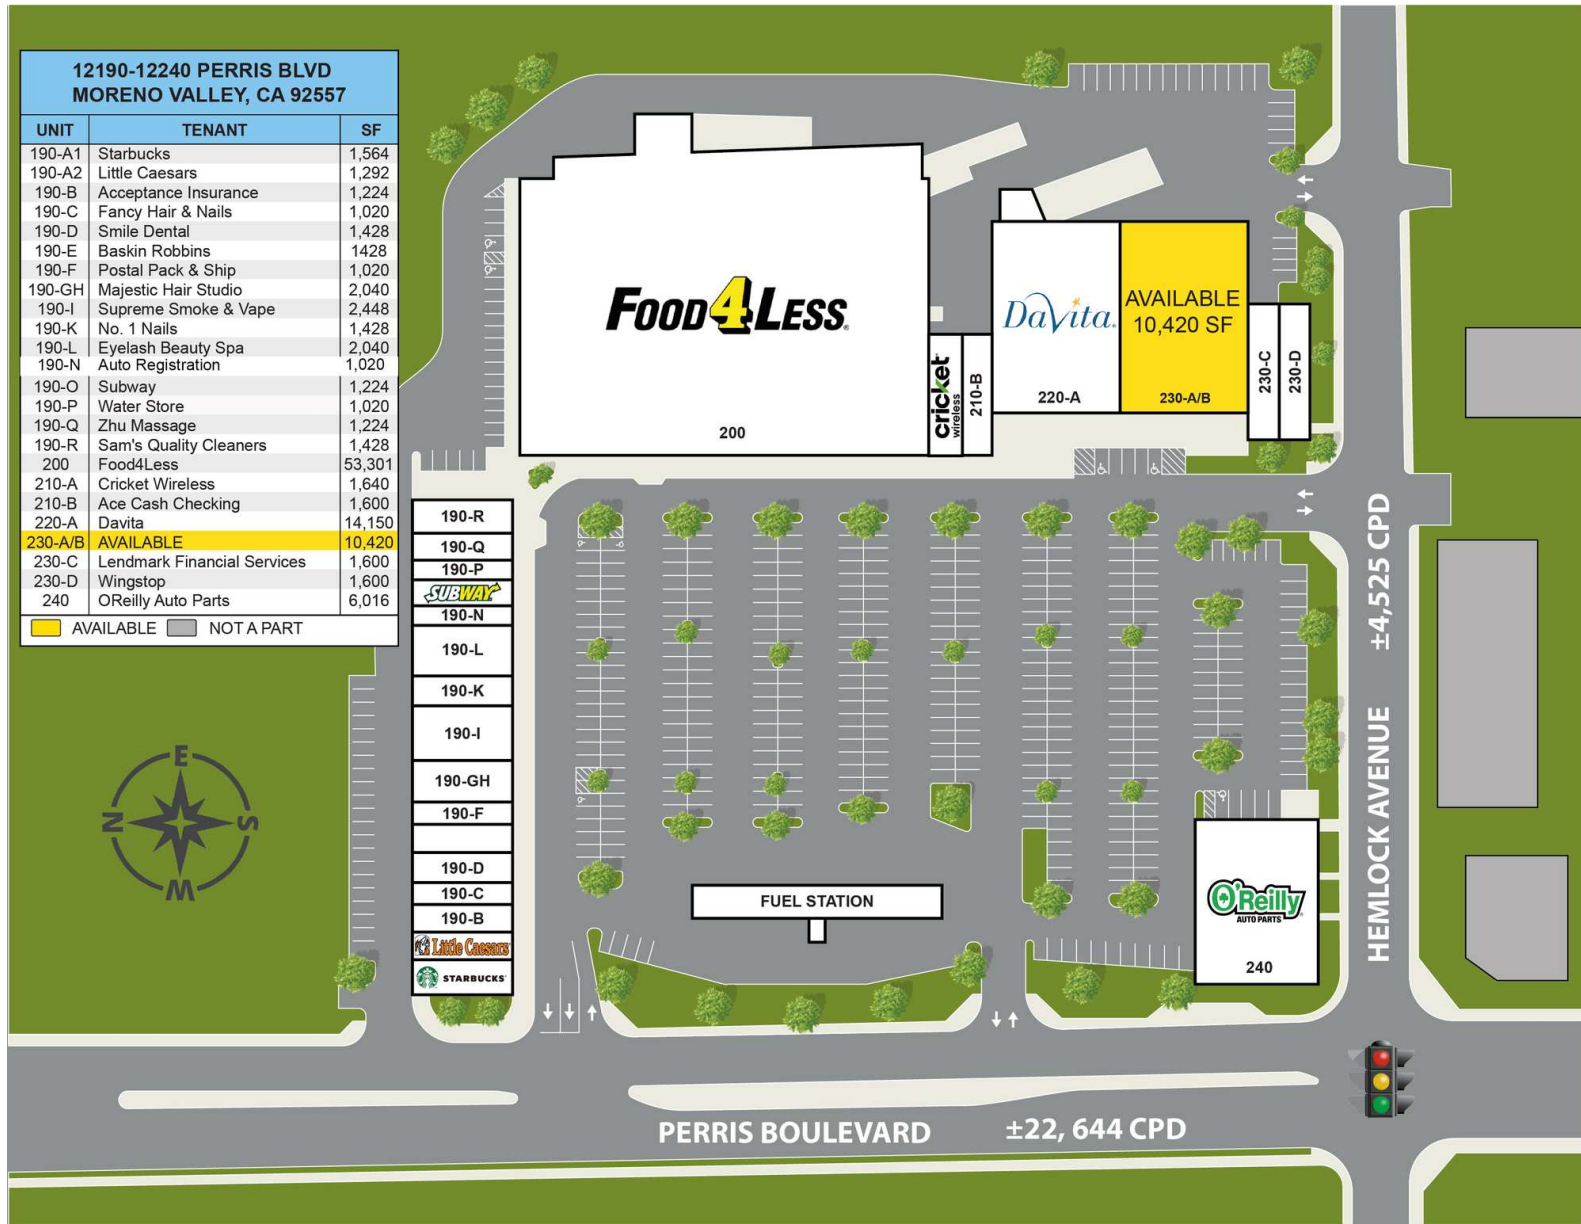 12190-12240 PERRIS BLVD
MORENO VALLEY, CA 92557
UNIT TENANT SF
190-A1 Starbucks 1,564
190-A2 Little Caesars 1,292
190-B Acceptance Insurance 1,224
190-C Fancy Hair & Nails 1,020
190-D Smile Dental 1,428
190-E Baskin Robbins 1428
190-F Postal Pack & Ship 1,020
190-GH Majestic Hair Studio 2,040
190-I Supreme Smoke & Vape 2,448
190-K No. 1 Nails 1,428
190-L Eyelash Beauty Spa 2,040
190-N Auto Registration 1,020
190-O Subway 1,224
190-P Water Store 1,020
190-Q Zhu Massage 1,224
190-R Sam's Quality Cleaners 1,428
200 Food4Less 53,301
210-A Cricket Wireless 1,640
210-B Ace Cash Checking 1,600
220-A Davita 14,150
230-A/B AVAILABLE 10,420
230-C Lendmark Financial Services 1,600
230-D Wingstop 1,600
240 OReilly Auto Parts 6,016
AVAILABLE NOT A PART
E
N S
W
FOOD4LESS
200
cricket
wireless
210-B
DaVita
220-A
AVAILABLE
10,420 SF
230-A/B
230-C
230-D
190-R
190-Q
190-P
SUBWAY
190-N
190-L
190-K
190-I
190-GH
190-F
190-D
190-C
190-B
Little Caesars
STARBUCKS
FUEL STATION
O'Reilly
AUTO PARTS
240
HEMLOCK AVENUE ±4,525 CPD
PERRIS BOULEVARD ±22, 644 CPD